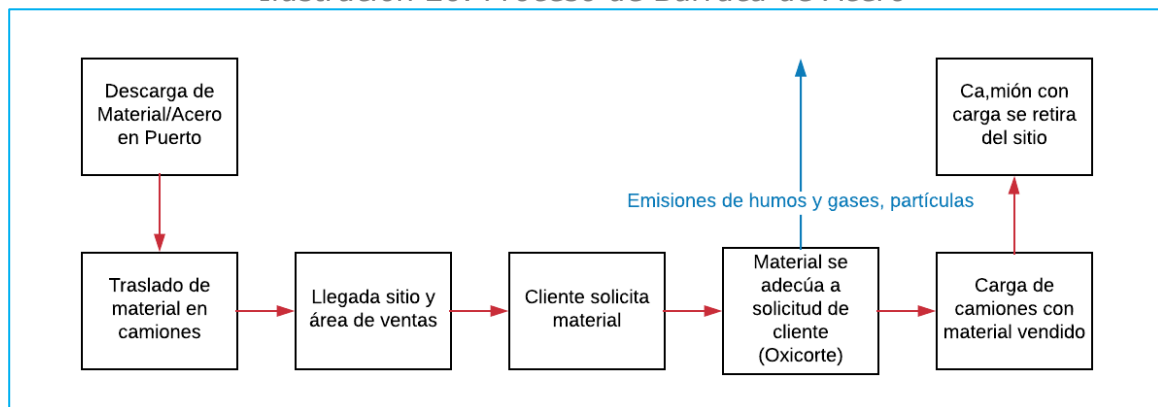 Descarga de
Material/Acero
en Puerto
Ca,mión con
carga se retira
del sitio
Emisiones de humos y gases, partículas
Traslado de
material en
camiones
Llegada sitio y
área de ventas
Cliente solicita
material
Material se
adecúa a
solicitud de
cliente
(Oxicorte)
Carga de
camiones con
material vendido